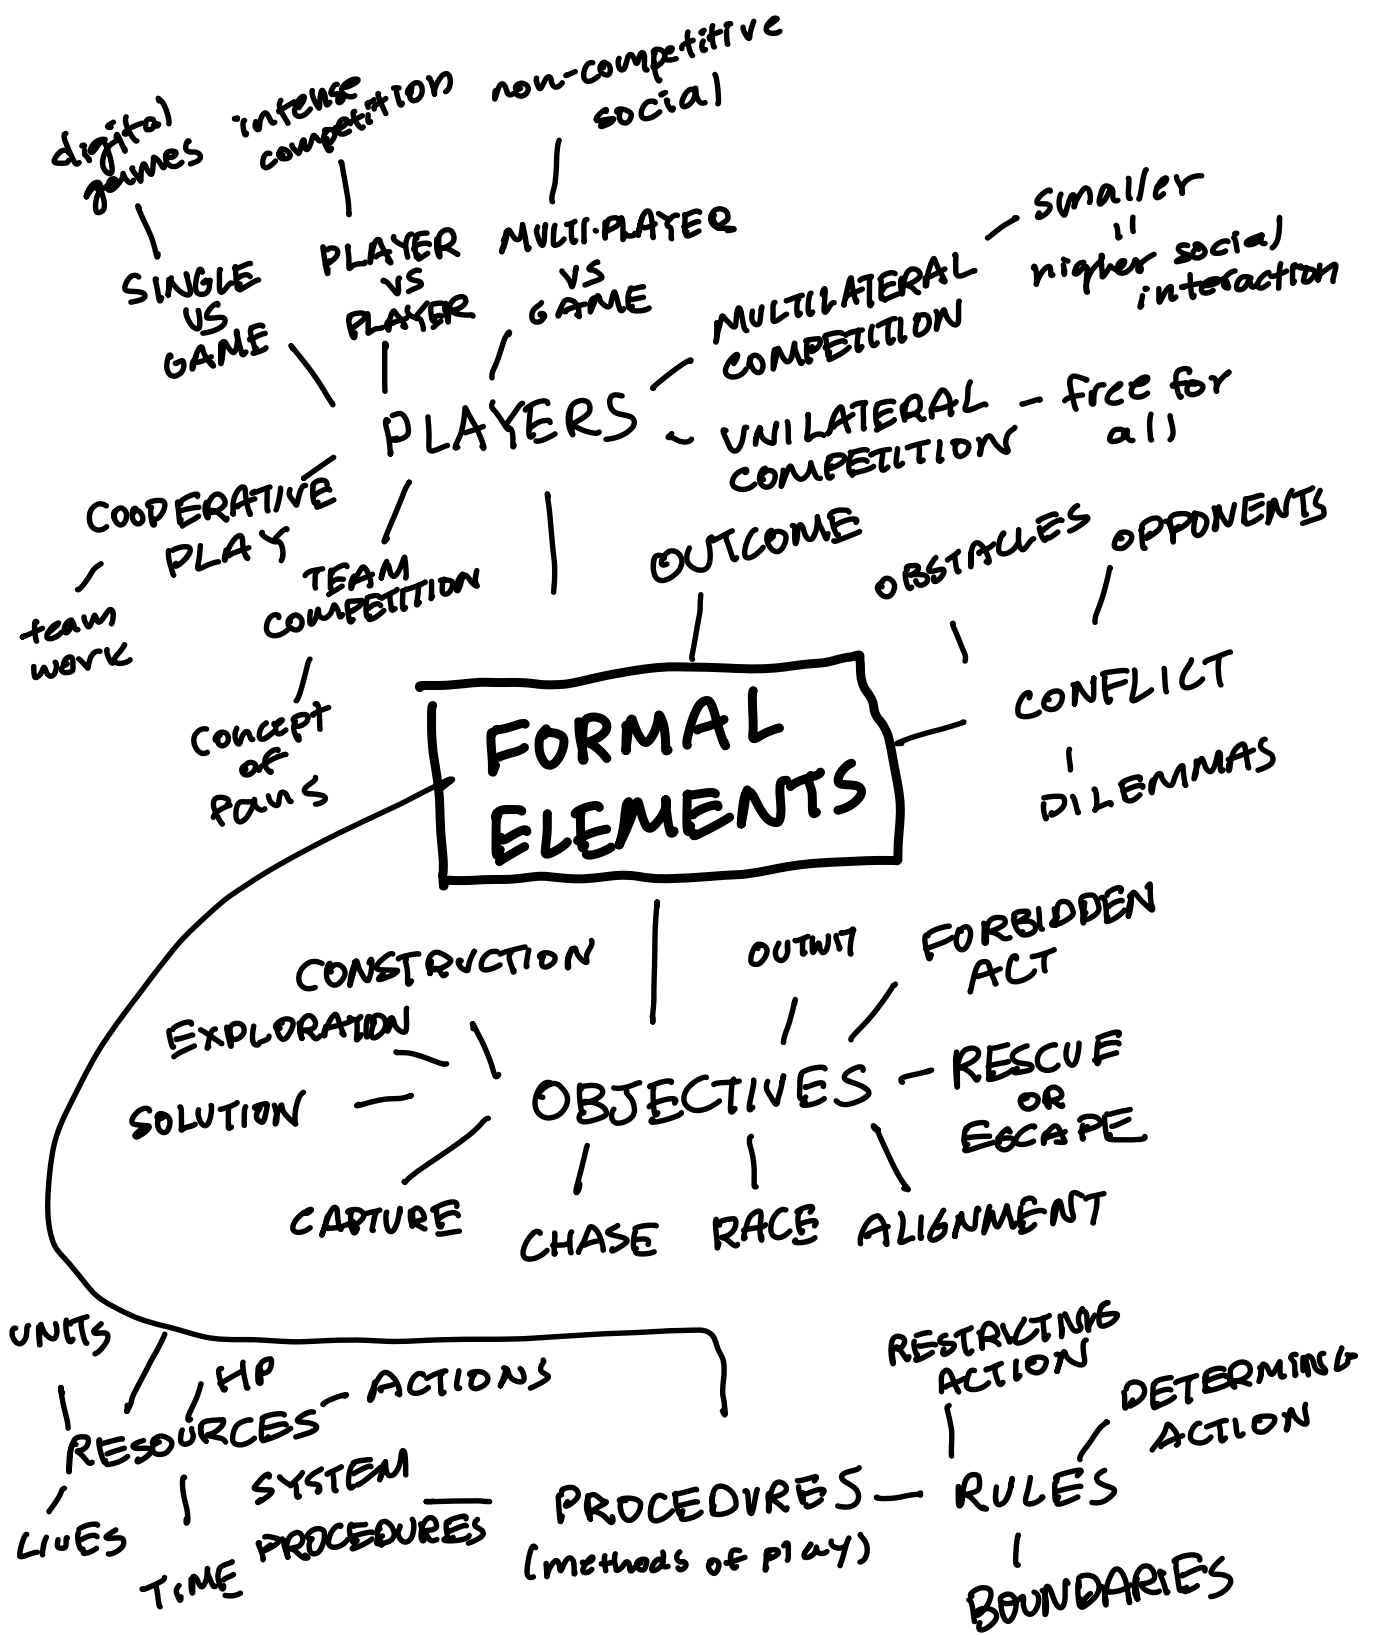 digital
games
intense
competition
non-competitive
social
SINGLE
VS
GAME
PLAYER
VS
PLAYER
MULTI-PLAYER
VS
GAME
MULTILATERAL
COMPETITION
smaller
"
higher social
interaction
PLAYERS
UNILATERAL
COMPETITION
free for
all
COOPERATIVE
PLAY
team
work
TEAM
COMPETITION
concept
of
fans
OUTCOME
OBSTACLES
OPPONENTS
CONFLICT
DILEMMAS
FORMAL
ELEMENTS
CONSTRUCTION
EXPLORATION
SOLUTION
OUTWIT
FORBIDDEN
ACT
OBJECTIVES
RESCUE
OR
ESCAPE
CAPTURE
CHASE
RACE
ALIGNMENT
UNITS
HP
ACTIONS
RESOURCES
LIVES
TIME
SYSTEM
PROCEDURES
PROCEDURES
(methods of play)
RESTRICTING
ACTION
DETERMING
ACTION
RULES
BOUNDARIES